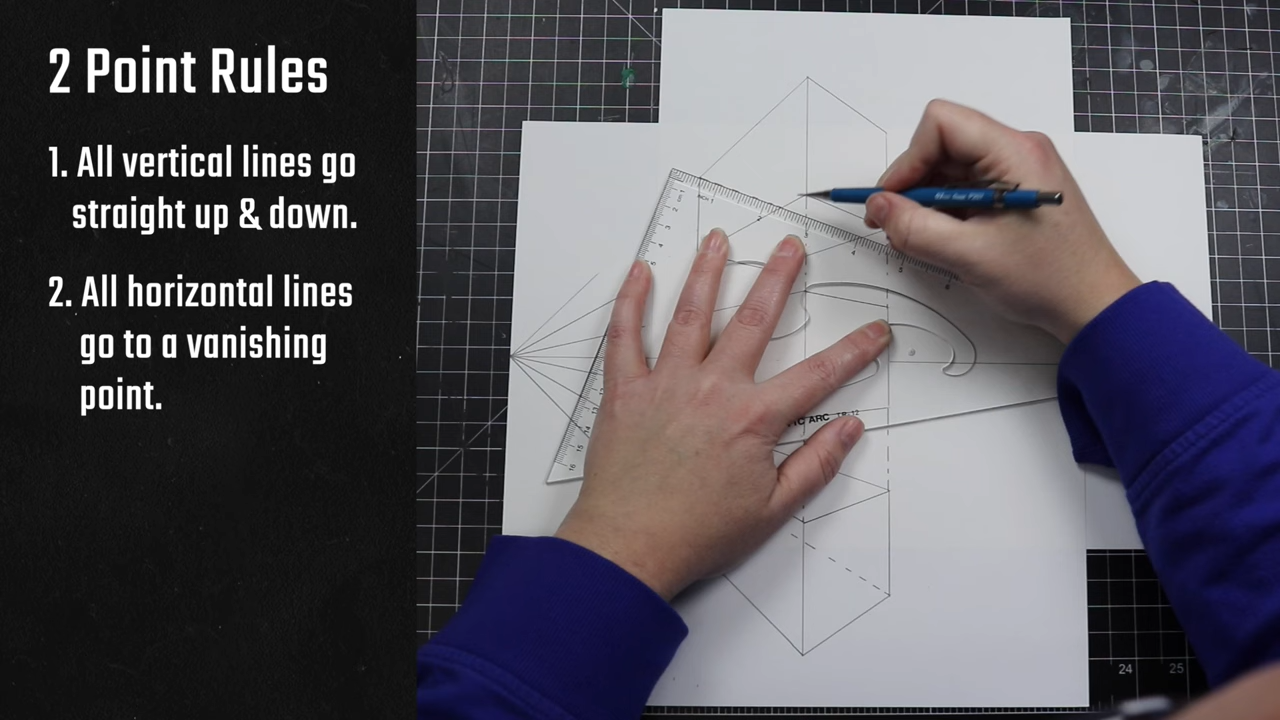 2 Point Rules
1. All vertical lines go
straight up & down.
2. All horizontal lines
go to a vanishing
point.
ARC
24 25